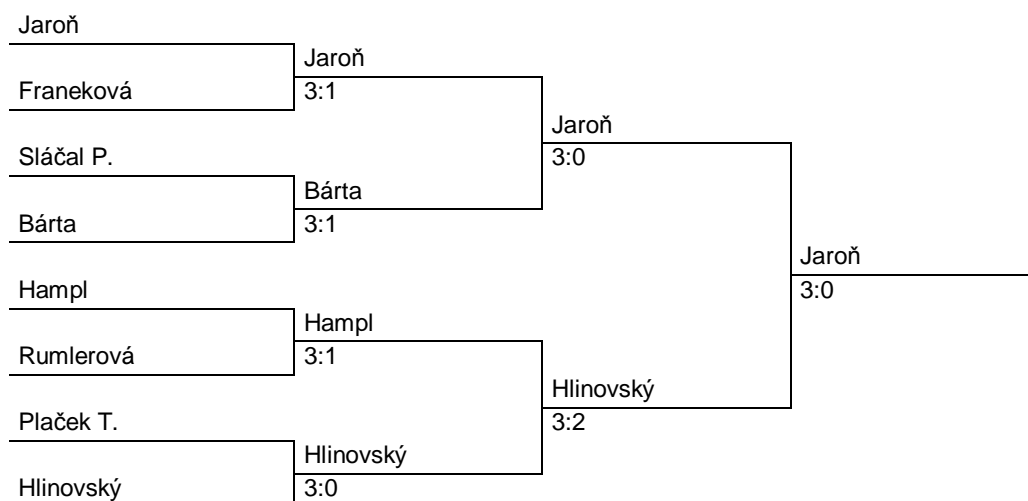 Jaroň
Jaroň
Franeková
3:1
Jaroň
Sláčal P.
3:0
Bárta
Bárta
3:1
Jaroň
Hampl
3:0
Hampl
Rumlerová
3:1
Hlinovský
Plaček T.
3:2
Hlinovský
Hlinovský
3:0